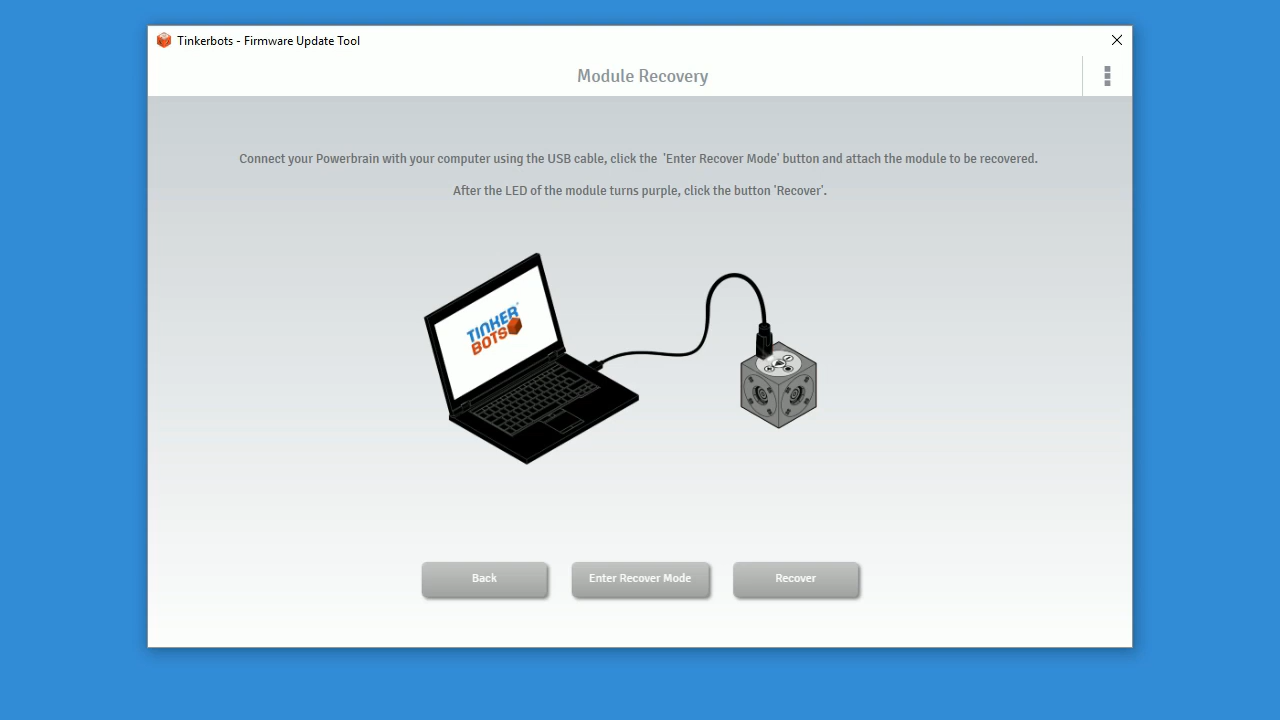 Tinkerbots - Firmware Update Tool
Module Recovery
Connect your Powerbrain with your computer using the USB cable, click the 'Enter Recover Mode' button and attach the module to be recovered.
After the LED of the module turns purple, click the button 'Recover'.
TINKER
BOTS
Back
Enter Recover Mode
Recover